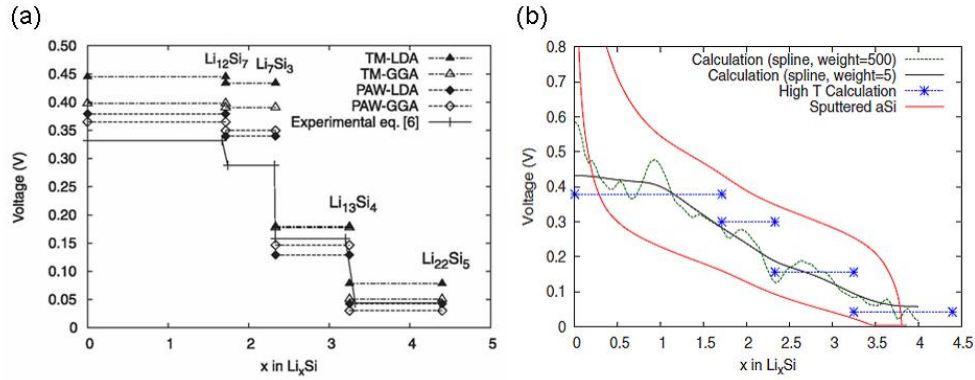 (a)
0.50
0.45
0.40
0.35
0.30
0.25
0.20
0.15
0.10
0.05
0
Voltage (V)
Li12Si7
Li7Si3
Li13Si4
Li22Si5
TM-LDA
TM-GGA
PAW-LDA
PAW-GGA
Experimental eq. [6]
0 1 2 3 4 5
x in LixSi
(b)
0.8
0.7
0.6
0.5
0.4
0.3
0.2
0.1
0
Voltage (V)
Calculation (spline, weight=500)
Calculation (spline, weight=5)
High T Calculation
Sputtered aSi
0 0.5 1 1.5 2 2.5 3 3.5 4 4.5
x in LixSi